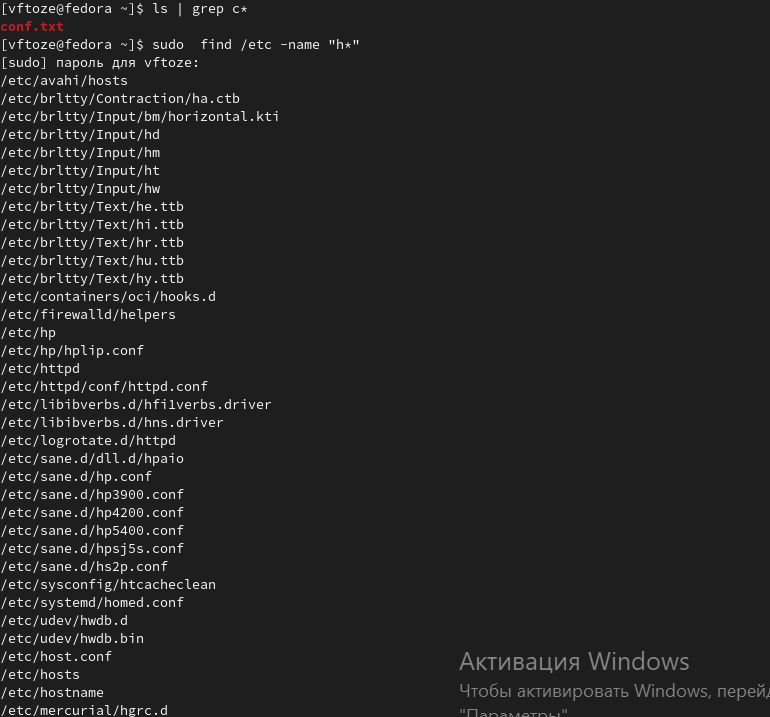 [vftoze@fedora ~]$ ls | grep c*
conf.txt
[vftoze@fedora ~]$ sudo  find /etc -name "h*"
[sudo] пароль для vftoze:
/etc/avahi/hosts
/etc/brltty/Contraction/ha.ctb
/etc/brltty/Input/bm/horizontal.kti
/etc/brltty/Input/hd
/etc/brltty/Input/hm
/etc/brltty/Input/ht
/etc/brltty/Input/hw
/etc/brltty/Text/he.ttb
/etc/brltty/Text/hi.ttb
/etc/brltty/Text/hr.ttb
/etc/brltty/Text/hu.ttb
/etc/brltty/Text/hy.ttb
/etc/containers/oci/hooks.d
/etc/firewalld/helpers
/etc/hp
/etc/hp/hplip.conf
/etc/httpd
/etc/httpd/conf/httpd.conf
/etc/libibverbs.d/hfi1verbs.driver
/etc/libibverbs.d/hns.driver
/etc/logrotate.d/httpd
/etc/sane.d/dll.d/hpaio
/etc/sane.d/hp.conf
/etc/sane.d/hp3900.conf
/etc/sane.d/hp4200.conf
/etc/sane.d/hp5400.conf
/etc/sane.d/hpsj5s.conf
/etc/sane.d/hs2p.conf
/etc/sysconfig/htcacheclean
/etc/systemd/homed.conf
/etc/udev/hwdb.d
/etc/udev/hwdb.bin
/etc/host.conf
/etc/hosts
/etc/hostname
/etc/mercurial/hgrc.d
Активация Windows
Чтобы активировать Windows, перейд
"Параметры"